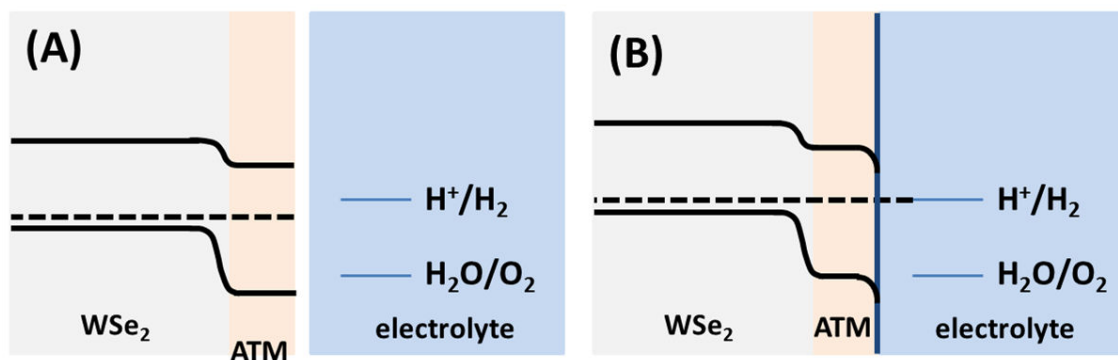 (A)
H⁺/H₂
H₂O/O₂
WSe₂
ATM
electrolyte
(B)
H⁺/H₂
H₂O/O₂
WSe₂
ATM
electrolyte